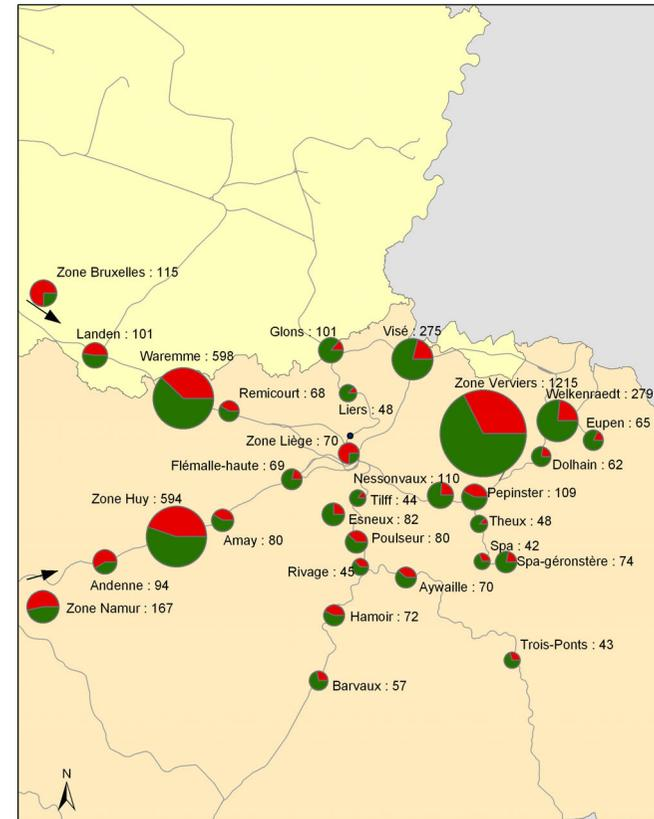 Zone Bruxelles : 115
Landen : 101
Glons : 101
Visé : 275
Waremme : 598
Zone Verviers : 1215
Remicourt : 68
Welkenraedt : 279
Liers : 48
Eupen : 65
Zone Liège : 70
Flémalle-haute : 69
Dolhain : 62
Nessonvaux : 110
Zone Huy : 594
Tilff : 44
Pepinster : 109
Esneux : 82
Theux : 48
Amay : 80
Poulseur : 80
Spa : 42
Spa-géronstère : 74
Rivage : 45
Andenne : 94
Aywaille : 70
Zone Namur : 167
Hamoir : 72
Trois-Ponts : 43
Barvaux : 57
N